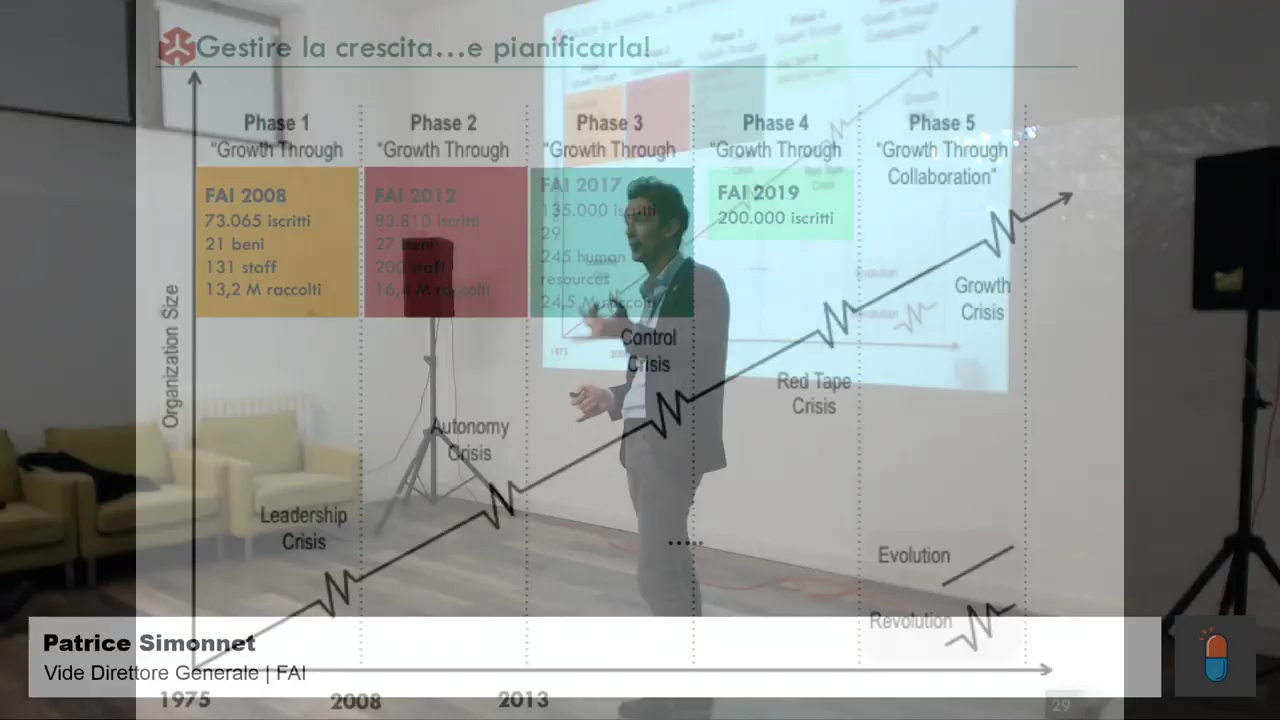 Gestire la crescita...e pianificarla!
Phase 1
"Growth Through
Phase 2
"Growth Through
Phase 3
"Growth Through
Phase 4
"Growth Through
Phase 5
"Growth Through
Collaboration"
FAI 2008
73.065 iscritti
21 beni
131 staff
13,2 M raccolti
FAI 2012
83.810 iscritti
27 beni
200 staff
16,4 M raccolti
FAI 2017
135.000 iscritti
29
245 human
resources
24,5 M raccolti
FAI 2019
200.000 iscritti
Organization Size
Leadership
Crisis
Autonomy
Crisis
Control
Crisis
Red Tape
Crisis
Growth
Crisis
.....
Evolution
Revolution
Patrice Simonnet
Vide Direttore Generale | FAI
1975
2008
2013
29